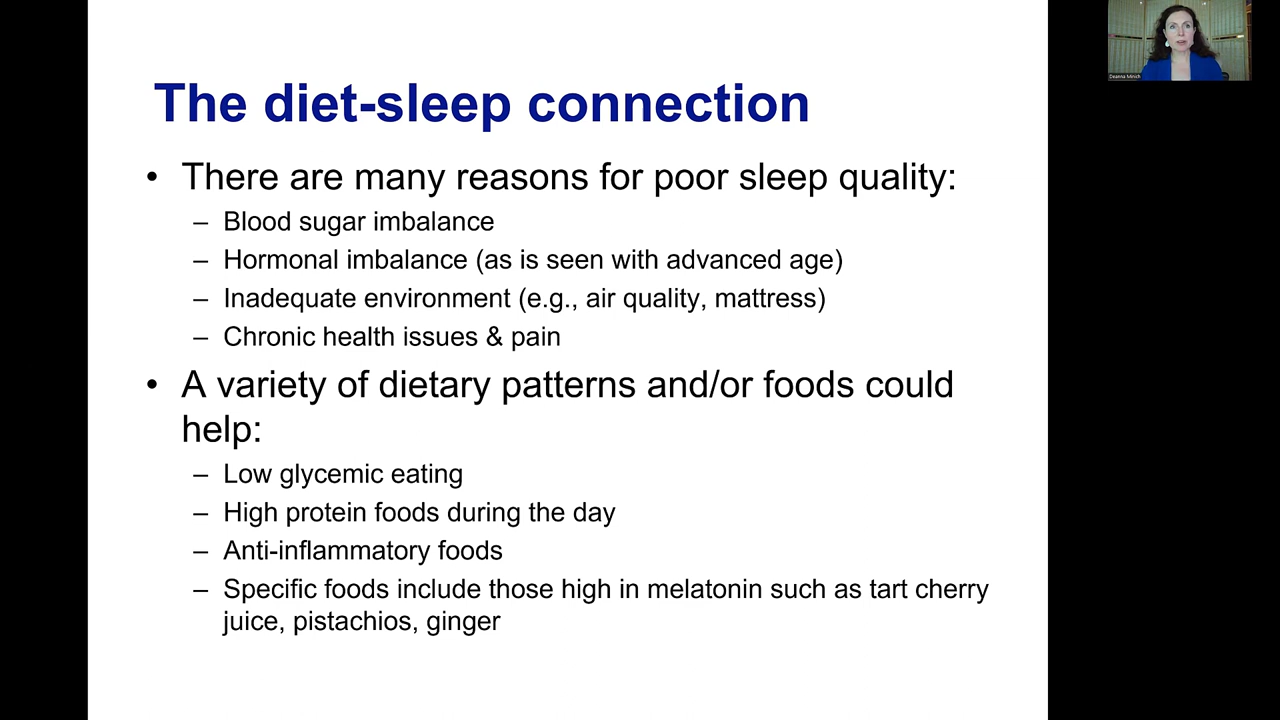 The diet-sleep connection
• There are many reasons for poor sleep quality:
– Blood sugar imbalance
– Hormonal imbalance (as is seen with advanced age)
– Inadequate environment (e.g., air quality, mattress)
– Chronic health issues & pain
• A variety of dietary patterns and/or foods could
help:
– Low glycemic eating
– High protein foods during the day
– Anti-inflammatory foods
– Specific foods include those high in melatonin such as tart cherry
juice, pistachios, ginger
Deanna Minich